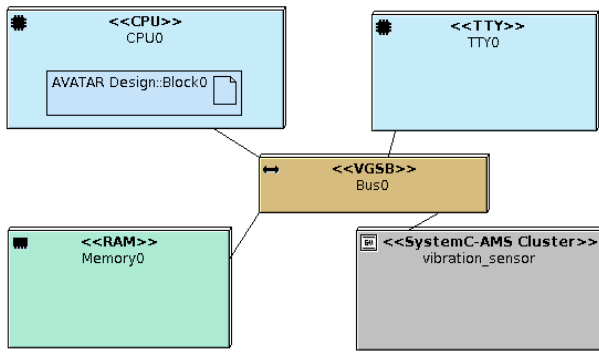 <<CPU>>
CPU0
AVATAR Design::Block0
<<TTY>>
TTY0
<<VGSB>>
Bus0
<<RAM>>
Memory0
<<SystemC-AMS Cluster>>
vibration_sensor